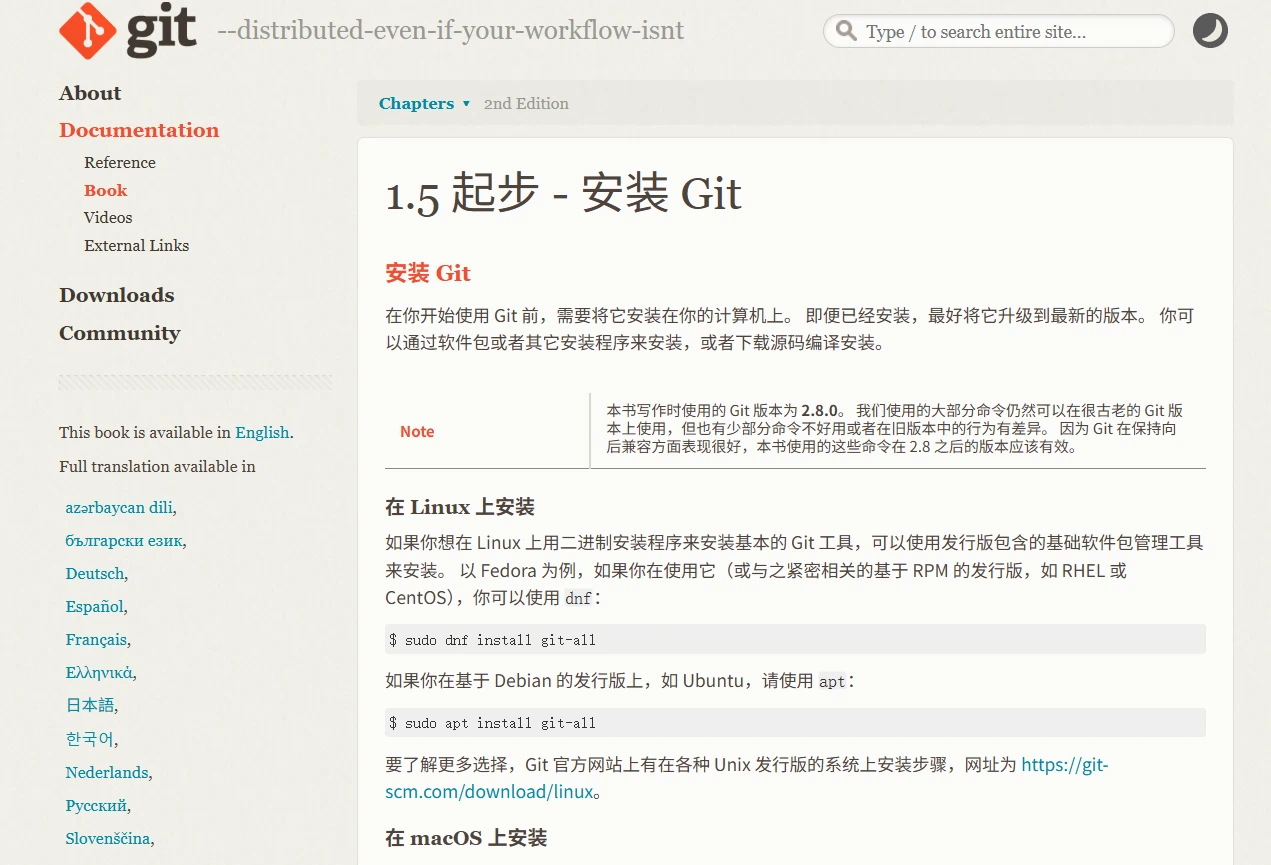 git --distributed-even-if-your-workflow-isnt
Type / to search entire site...
About
Documentation
Reference
Book
Videos
External Links
Downloads
Community
This book is available in English.
Full translation available in
azərbaycan dili,
български език,
Deutsch,
Español,
Français,
Ελληνικά,
日本語,
한국어,
Nederlands,
Русский,
Slovenščina,
Chapters ▾ 2nd Edition
1.5 起步 - 安装 Git
安装 Git
在你开始使用 Git 前，需要将它安装在你的计算机上。 即便已经安装，最好将它升级到最新的版本。 你可
以通过软件包或者其它安装程序来安装，或者下载源码编译安装。
Note
本书写作时使用的 Git 版本为 2.8.0。 我们使用的大部分命令仍然可以在很古老的 Git 版
本上使用，但也有少部分命令不好用或者在旧版本中的行为有差异。 因为 Git 在保持向
后兼容方面表现很好，本书使用的这些命令在 2.8 之后的版本应该有效。
在 Linux 上安装
如果你想在 Linux 上用二进制安装程序来安装基本的 Git 工具，可以使用发行版包含的基础软件包管理工具
来安装。 以 Fedora 为例，如果你在使用它（或与之紧密相关的基于 RPM 的发行版，如 RHEL 或
CentOS），你可以使用 dnf：
$ sudo dnf install git-all
如果你在基于 Debian 的发行版上，如 Ubuntu，请使用 apt：
$ sudo apt install git-all
要了解更多选择，Git 官方网站上有在各种 Unix 发行版的系统上安装步骤，网址为 https://git-
scm.com/download/linux。
在 macOS 上安装